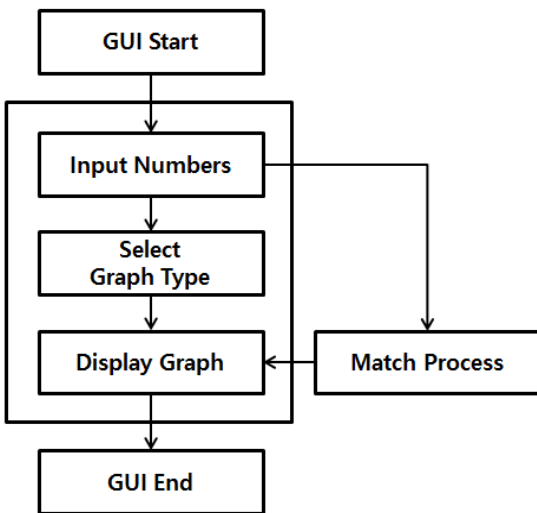 GUI Start
Input Numbers
Select
Graph Type
Display Graph
Match Process
GUI End